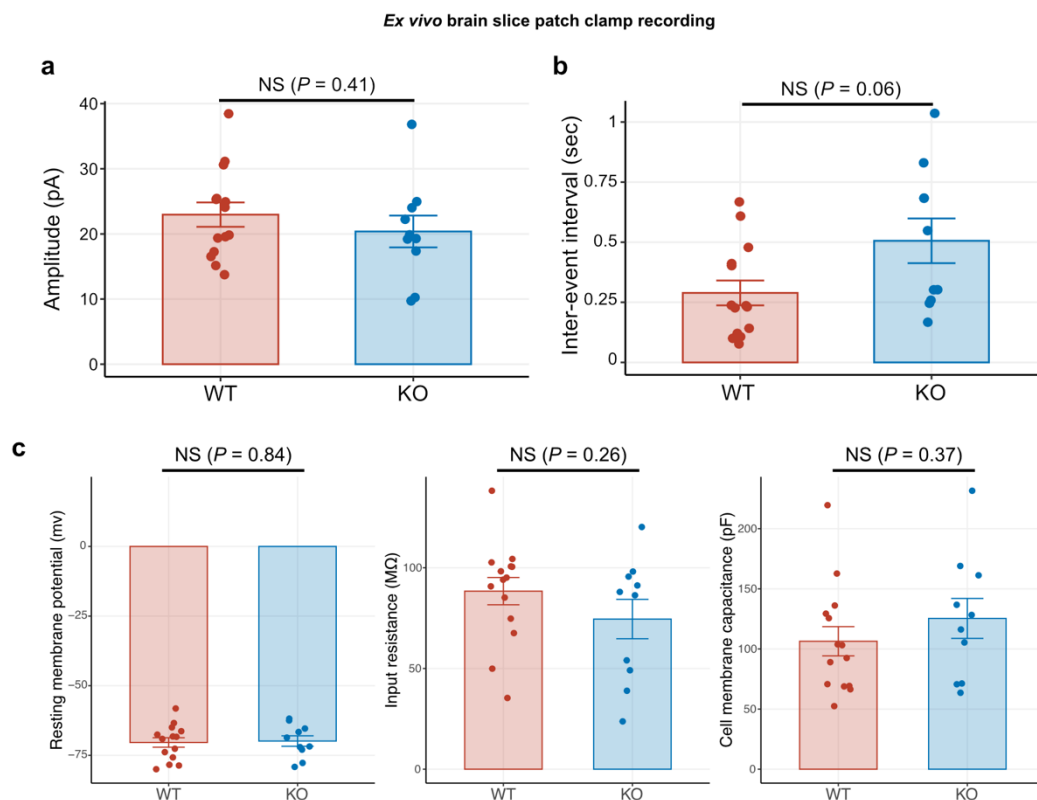 Ex vivo brain slice patch clamp recording
a
NS (P = 0.41)
Amplitude (pA)
40
30
20
10
0
WT
KO
b
NS (P = 0.06)
Inter-event interval (sec)
1
0.75
0.5
0.25
0
WT
KO
c
NS (P = 0.84)
Resting membrane potential (mv)
0
−25
−50
−75
WT
KO
NS (P = 0.26)
Input resistance (MΩ)
100
50
0
WT
KO
NS (P = 0.37)
Cell membrane capacitance (pF)
200
150
100
50
0
WT
KO